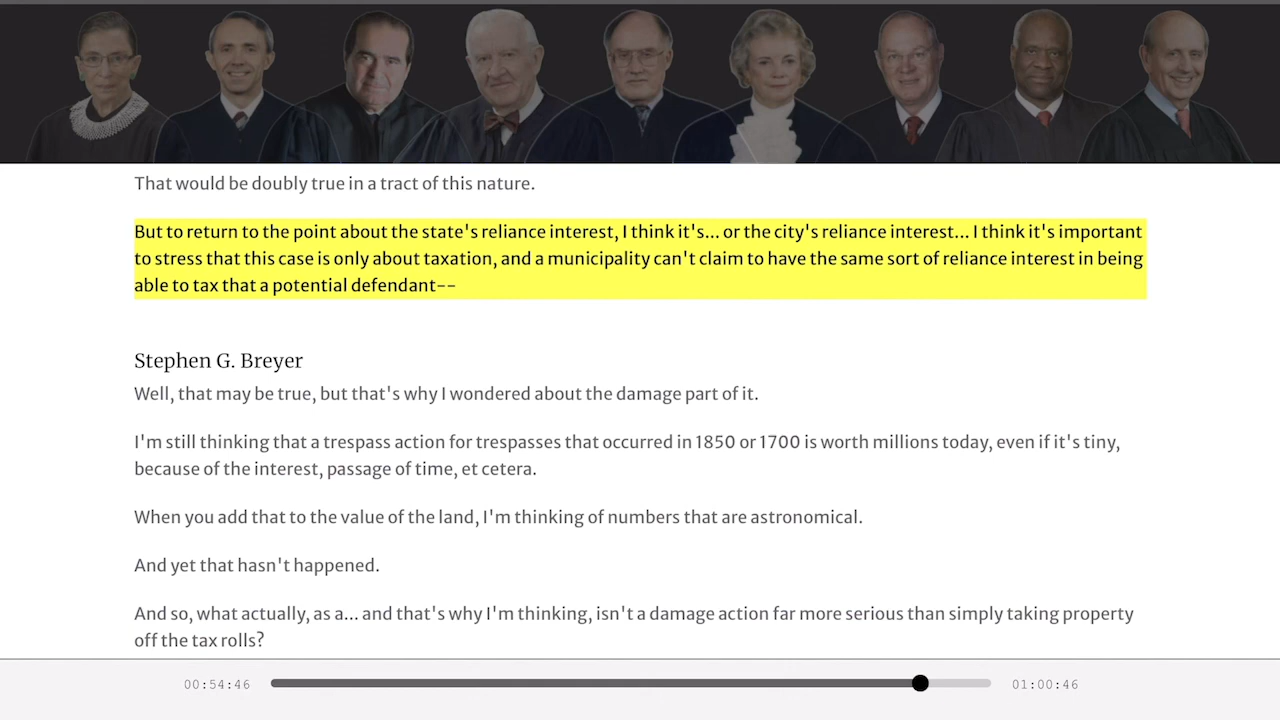 That would be doubly true in a tract of this nature.
But to return to the point about the state's reliance interest, I think it's... or the city's reliance interest... I think it's important
to stress that this case is only about taxation, and a municipality can't claim to have the same sort of reliance interest in being
able to tax that a potential defendant--
Stephen G. Breyer
Well, that may be true, but that's why I wondered about the damage part of it.
I'm still thinking that a trespass action for trespasses that occurred in 1850 or 1700 is worth millions today, even if it's tiny,
because of the interest, passage of time, et cetera.
When you add that to the value of the land, I'm thinking of numbers that are astronomical.
And yet that hasn't happened.
And so, what actually, as a... and that's why I'm thinking, isn't a damage action far more serious than simply taking property
off the tax rolls?
00:54:46 01:00:46